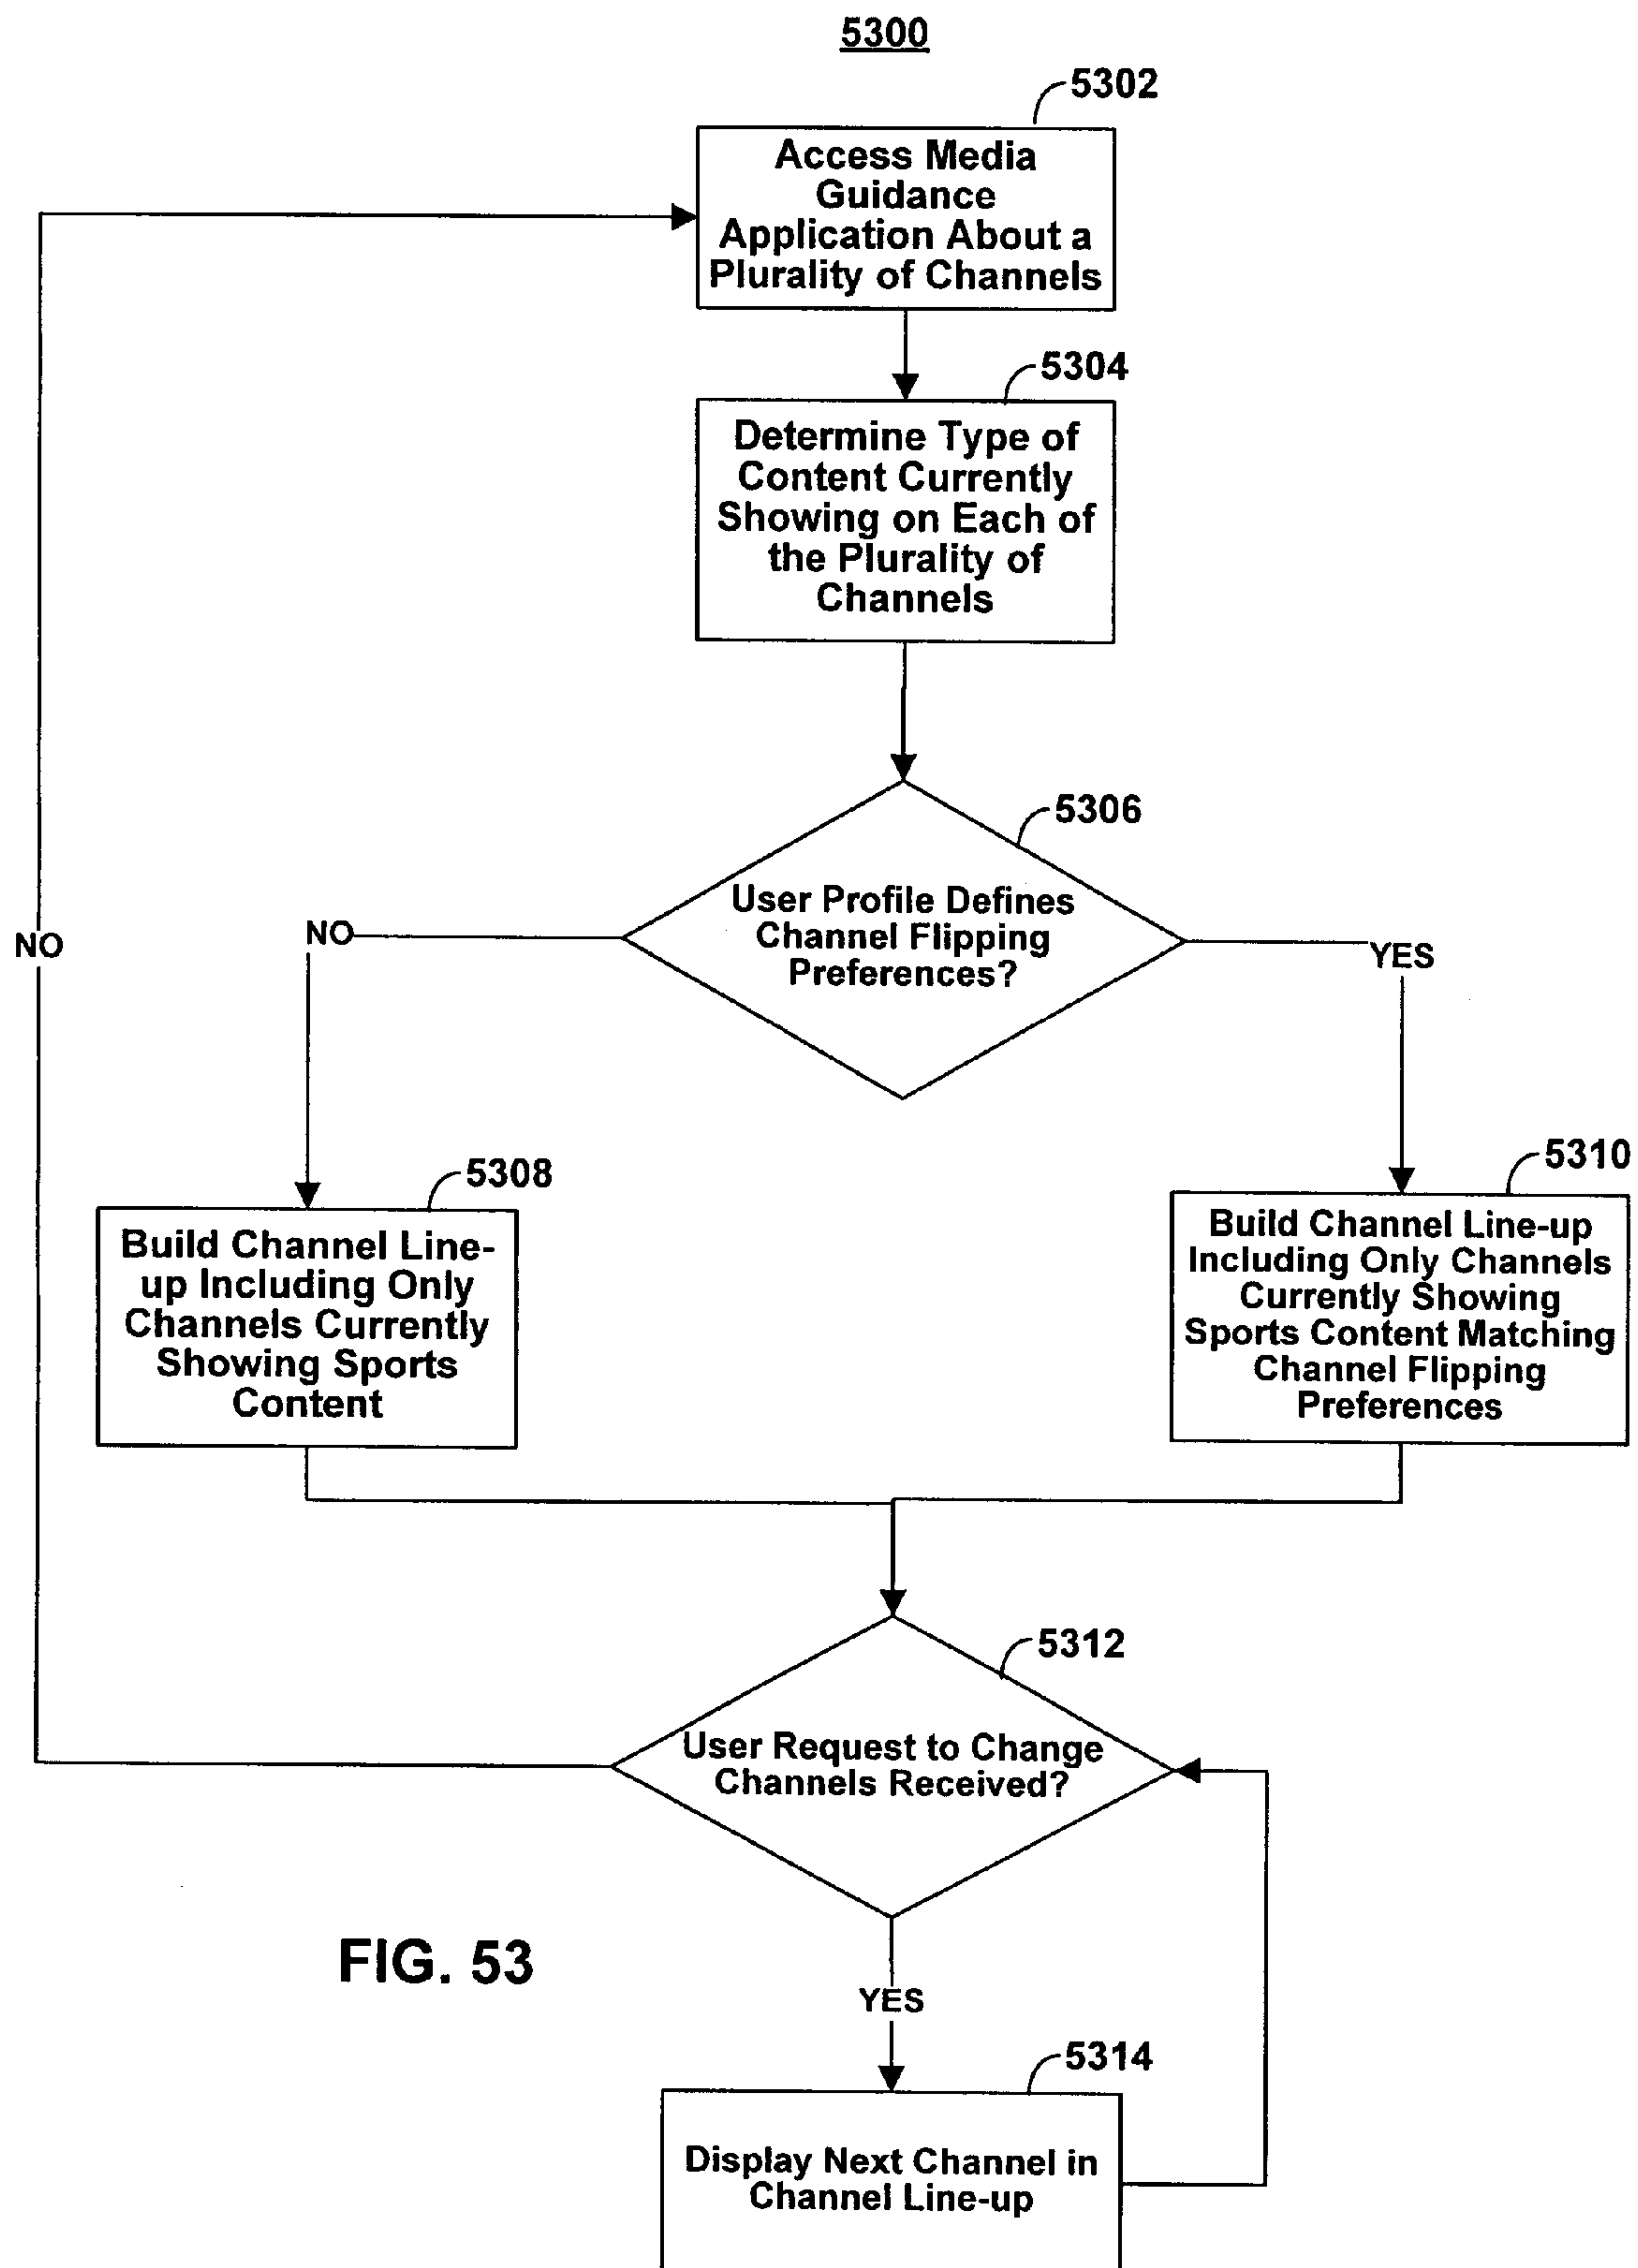 5300
5302
Access Media
Guidance
Application About a
Plurality of Channels
5304
Determine Type of
Content Currently
Showing on Each of
the Plurality of
Channels
5306
User Profile Defines
Channel Flipping
Preferences?
NO
NO
YES
5308
Build Channel Line-
up Including Only
Channels Currently
Showing Sports
Content
5310
Build Channel Line-up
Including Only Channels
Currently Showing
Sports Content Matching
Channel Flipping
Preferences
5312
User Request to Change
Channels Received?
FIG. 53
YES
5314
Display Next Channel in
Channel Line-up